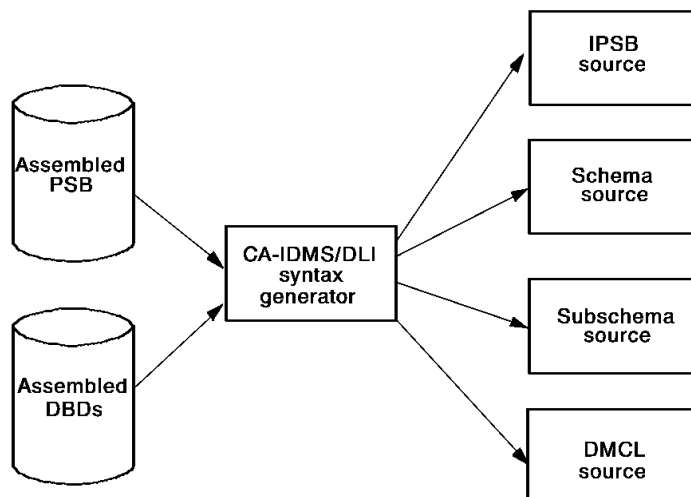 Assembled
PSB
Assembled
DBDs
CA-IDMS/DLI
syntax
generator
IPSB
source
Schema
source
Subschema
source
DMCL
source